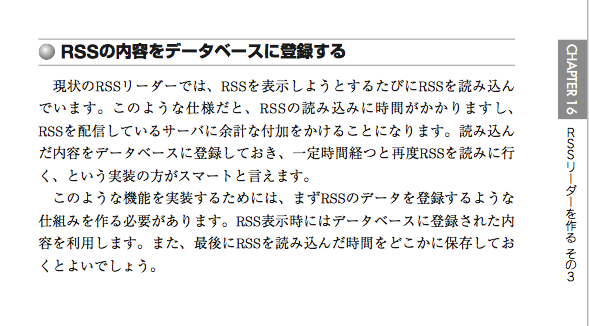 RSSの内容をデータベースに登録する
現状のRSSリーダーでは、RSSを表示しようとするたびにRSSを読み込ん
でいます。このような仕様だと、RSSの読み込みに時間がかかりますし、
RSSを配信しているサーバに余計な付加をかけることになります。読み込ん
だ内容をデータベースに登録しておき、一定時間経つと再度RSSを読みに行
く、という実装の方がスマートと言えます。
このような機能を実装するためには、まずRSSのデータを登録するような
仕組みを作る必要があります。RSS表示時にはデータベースに登録された内
容を利用します。また、最後にRSSを読み込んだ時間をどこかに保存してお
くとよいでしょう。
CHAPTER 16
RSSリーダーを作る その3